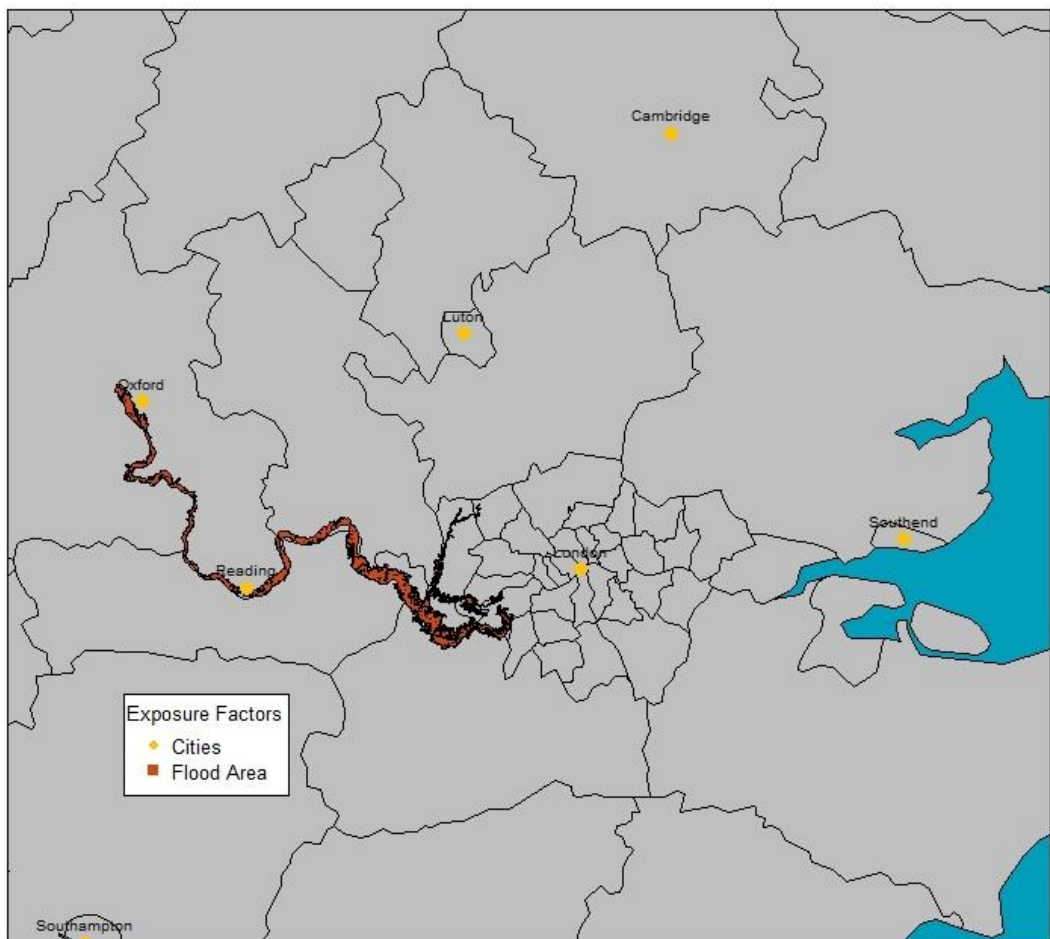 Cambridge
Luton
Oxford
Southend
London
Reading
Exposure Factors
Cities
Flood Area
Southampton